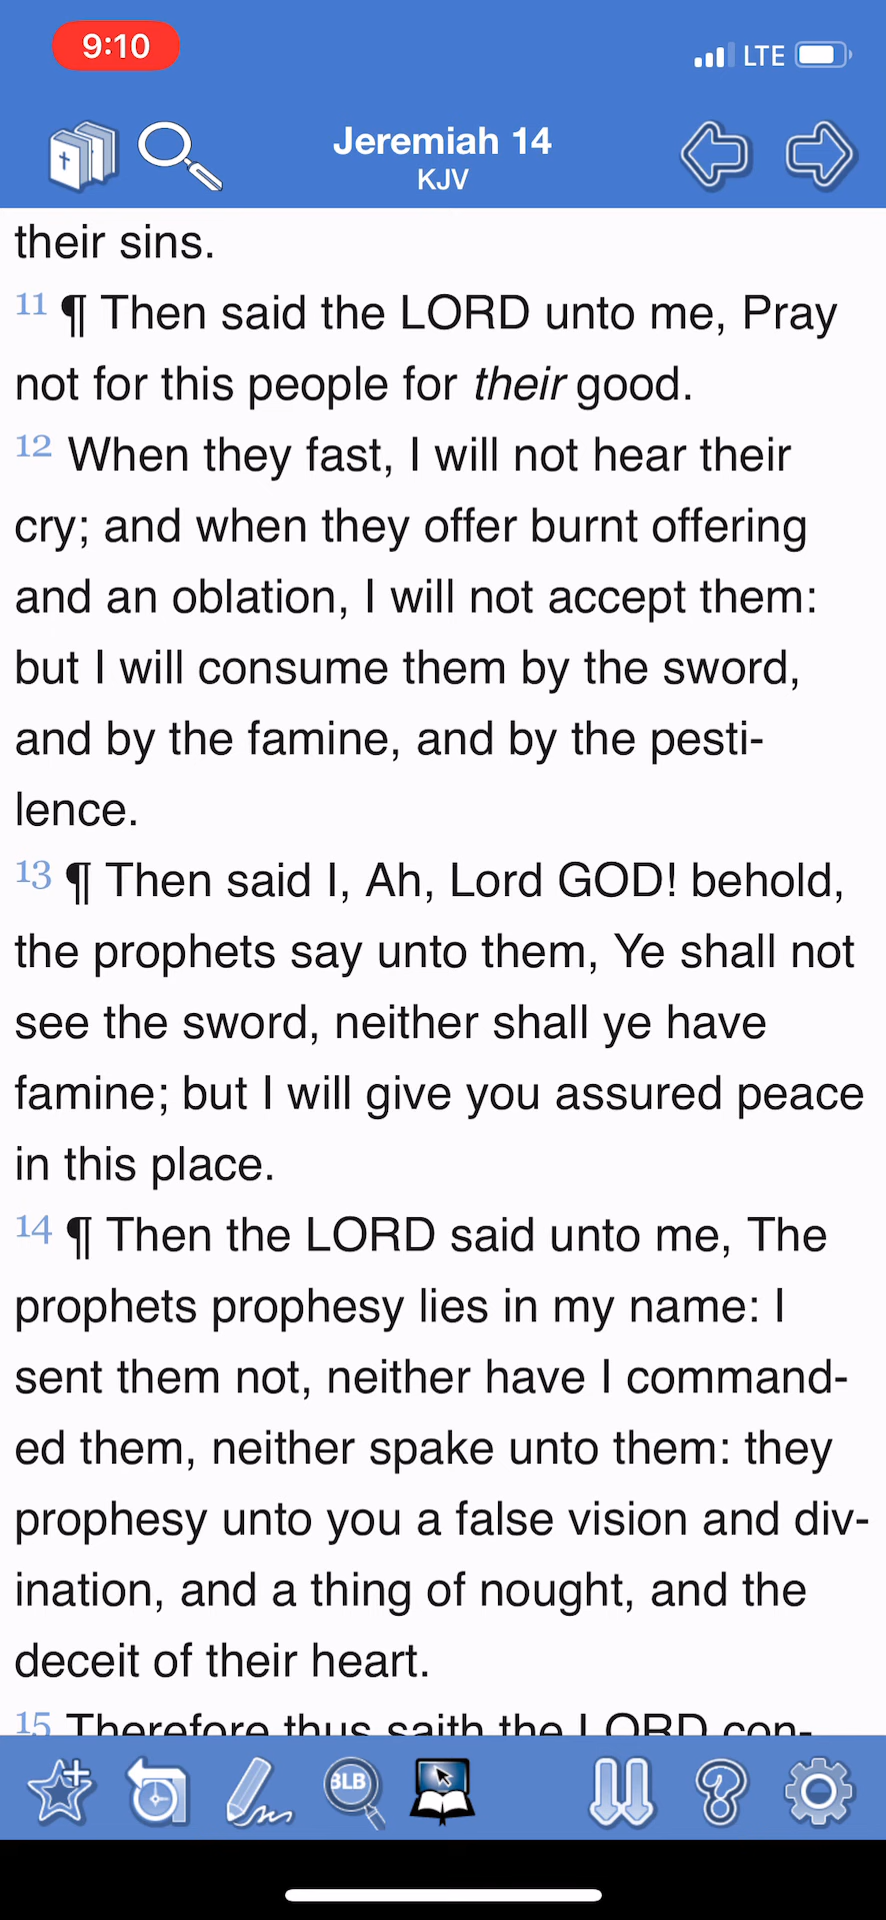 9:10
LTE
Jeremiah 14
KJV
their sins.
11 ¶ Then said the LORD unto me, Pray
not for this people for their good.
12 When they fast, I will not hear their
cry; and when they offer burnt offering
and an oblation, I will not accept them:
but I will consume them by the sword,
and by the famine, and by the pesti-
lence.
13 ¶ Then said I, Ah, Lord GOD! behold,
the prophets say unto them, Ye shall not
see the sword, neither shall ye have
famine; but I will give you assured peace
in this place.
14 ¶ Then the LORD said unto me, The
prophets prophesy lies in my name: I
sent them not, neither have I command-
ed them, neither spake unto them: they
prophesy unto you a false vision and div-
ination, and a thing of nought, and the
deceit of their heart.
15 Therefore thus saith the LORD con-
BLB